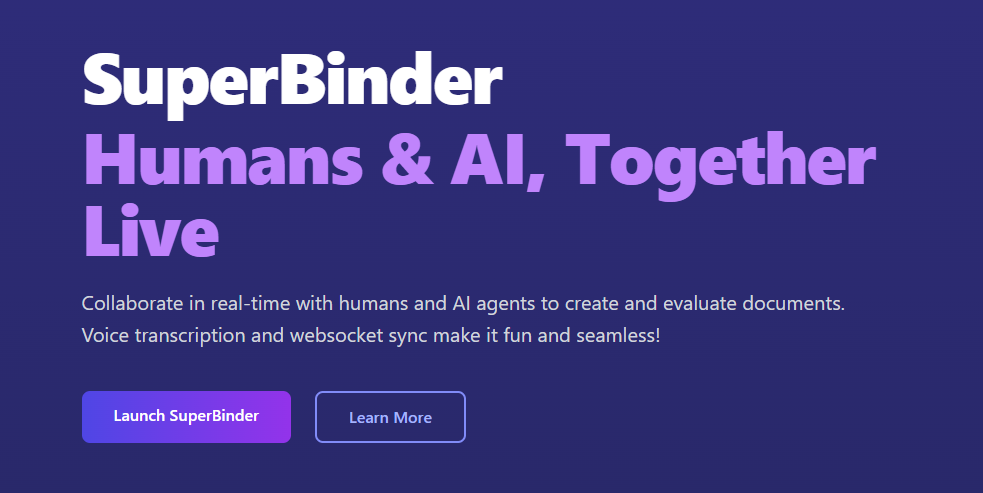 SuperBinder
Humans & AI, Together
Live
Collaborate in real-time with humans and AI agents to create and evaluate documents.
Voice transcription and websocket sync make it fun and seamless!
Launch SuperBinder
Learn More